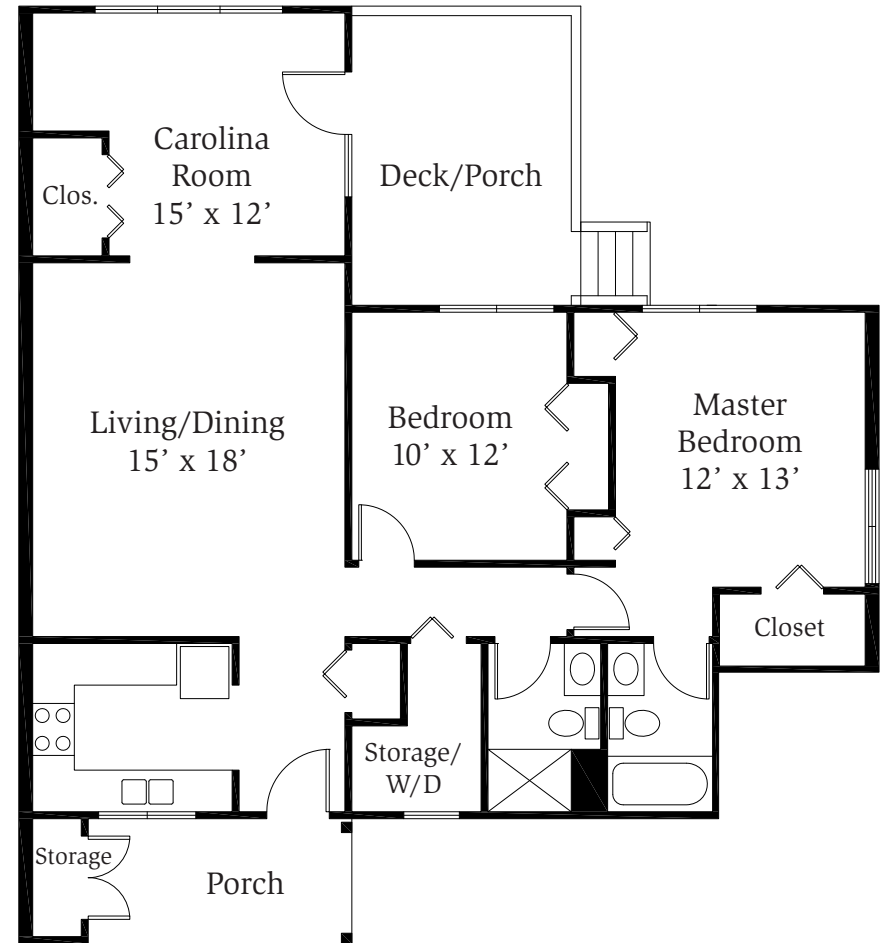 Carolina
Room
15’ x 12’
Deck/Porch
Clos.
Living/Dining
15’ x 18’
Bedroom
10’ x 12’
Master
Bedroom
12’ x 13’
Closet
Storage/
W/D
Storage
Porch